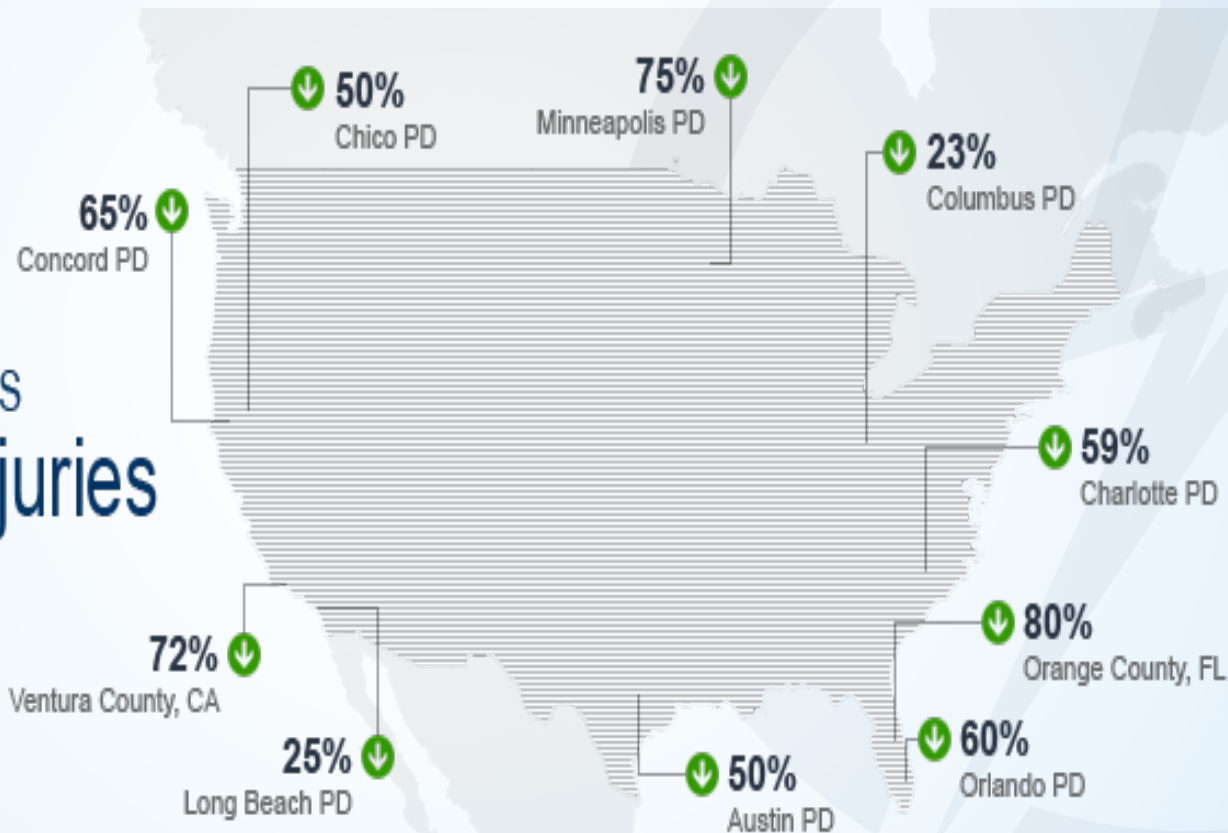 50%
Chico PD
75%
Minneapolis PD
23%
Columbus PD
65%
Concord PD
59%
Charlotte PD
72%
Ventura County, CA
80%
Orange County, FL
25%
Long Beach PD
50%
Austin PD
60%
Orlando PD